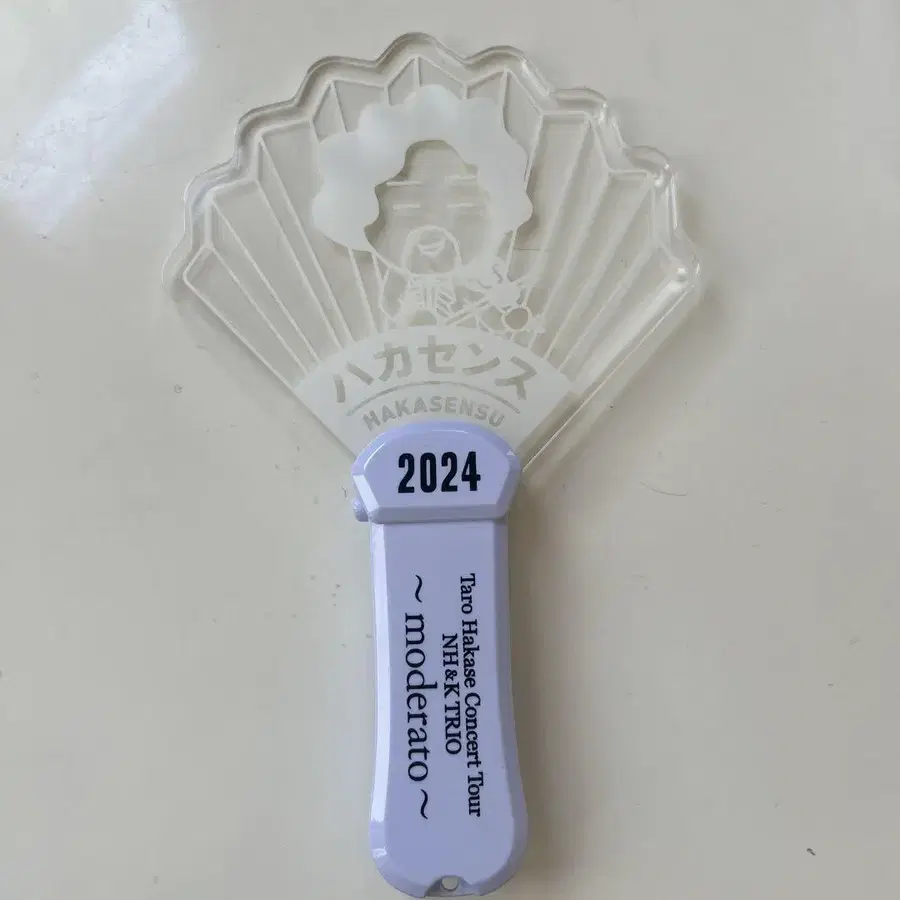 ハカセンス
HAKASENSU
2024
Taro Hakase Concert Tour
NH&K TRIO
～moderato～